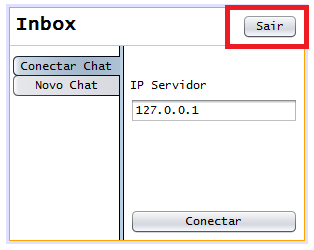 Inbox
Sair
Conectar Chat
Novo Chat
IP Servidor
127.0.0.1
Conectar